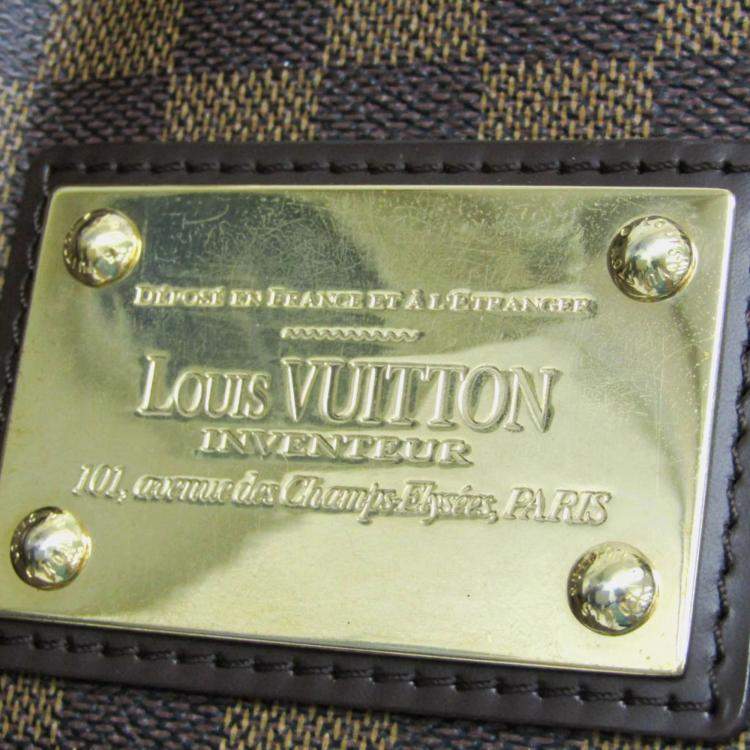 DÉPOSÉ EN FRANCE ET À L'ÉTRANGER
LOUIS VUITTON
INVENTEUR
101, avenue des Champs-Elysées, PARIS